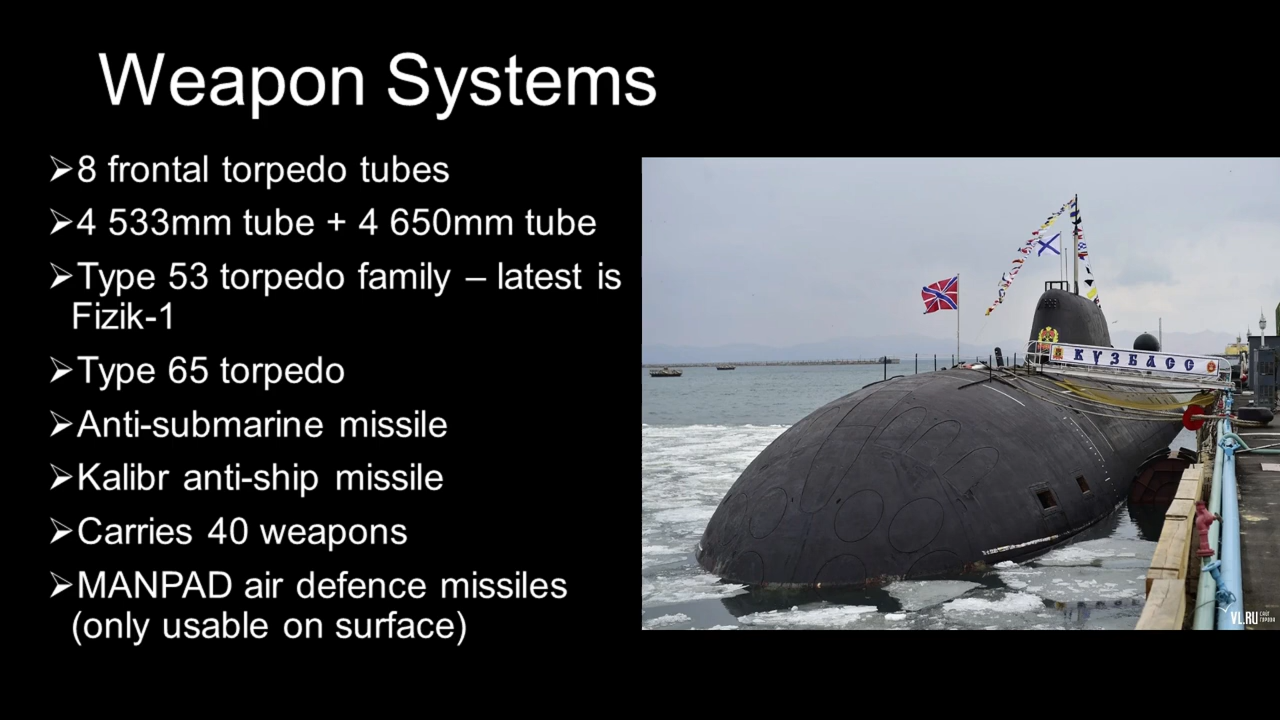 Weapon Systems
➢8 frontal torpedo tubes
➢4 533mm tube + 4 650mm tube
➢Type 53 torpedo family – latest is
Fizik-1
➢Type 65 torpedo
➢Anti-submarine missile
➢Kalibr anti-ship missile
➢Carries 40 weapons
➢MANPAD air defence missiles
(only usable on surface)
КУЗБАСС
VL.RU